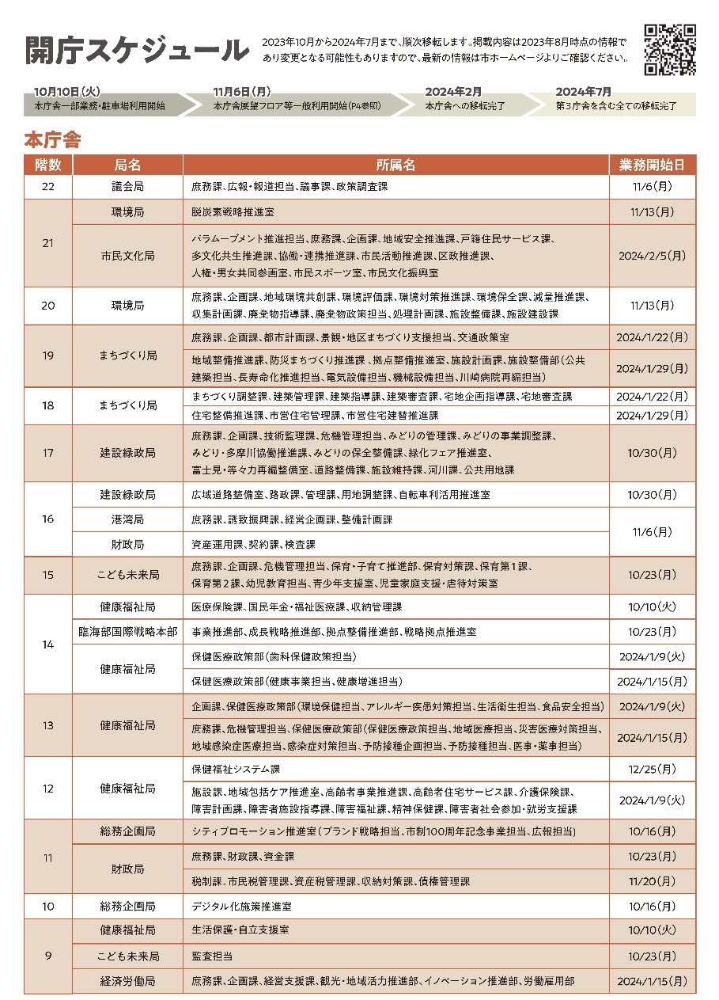 開庁スケジュール
2023年10月から2024年7月まで、順次移転します。掲載内容は2023年8月時点の情報で
あり変更となる可能性もありますので、最新の情報は市ホームページよりご確認ください。
10月10日(火)
本庁舎一部業務・駐車場利用開始
11月6日(月)
本庁舎展望フロア等一般利用開始(P4参照)
2024年2月
本庁舎への移転完了
2024年7月
第3庁舎を含む全ての移転完了
本庁舎
階数 局名 所属名 業務開始日
22 議会局 庶務課、広報・報道担当、議事課、政策調査課 11/6(月)
21 環境局 脱炭素戦略推進室 11/13(月)
市民文化局 パラムーブメント推進担当、庶務課、企画課、地域安全推進課、戸籍住民サービス課、
多文化共生推進課、協働・連携推進課、市民活動推進課、区政推進課、
人権・男女共同参画室、市民スポーツ室、市民文化振興室 2024/2/5(月)
20 環境局 庶務課、企画課、地域環境共創課、環境評価課、環境対策推進課、環境保全課、減量推進課、
収集計画課、廃棄物指導課、廃棄物政策担当、処理計画課、施設整備課、施設建設課 11/13(月)
19 まちづくり局 庶務課、企画課、都市計画課、景観・地区まちづくり支援担当、交通政策室 2024/1/22(月)
地域整備推進課、防災まちづくり推進課、拠点整備推進室、施設計画課、施設整備部(公共
建築担当、長寿命化推進担当、電気設備担当、機械設備担当、川崎病院再編担当) 2024/1/29(月)
18 まちづくり局 まちづくり調整課、建築管理課、建築指導課、建築審査課、宅地企画指導課、宅地審査課 2024/1/22(月)
住宅整備推進課、市営住宅管理課、市営住宅建替推進課 2024/1/29(月)
17 建設緑政局 庶務課、企画課、技術監理課、危機管理担当、みどりの管理課、みどりの事業調整課、
みどり・多摩川協働推進課、みどりの保全整備課、緑化フェア推進室、
富士見・等々力再編整備室、道路整備課、施設維持課、河川課、公共用地課 10/30(月)
16 建設緑政局 広域道路整備室、路政課、管理課、用地調整課、自転車利活用推進室 10/30(月)
港湾局 庶務課、誘致振興課、経営企画課、整備計画課 11/6(月)
財政局 資産運用課、契約課、検査課
15 こども未来局 庶務課、企画課、危機管理担当、保育・子育て推進部、保育対策課、保育第1課、
保育第2課、幼児教育担当、青少年支援室、児童家庭支援・虐待対策室 10/23(月)
14 健康福祉局 医療保険課、国民年金・福祉医療課、収納管理課 10/10(火)
臨海部国際戦略本部 事業推進部、成長戦略推進部、拠点整備推進部、戦略拠点推進室 10/23(月)
健康福祉局 保健医療政策部(歯科保健政策担当) 2024/1/9(火)
保健医療政策部(健康事業担当、健康増進担当) 2024/1/15(月)
13 健康福祉局 企画課、保健医療政策部(環境保健担当、アレルギー疾患対策担当、生活衛生担当、食品安全担当) 2024/1/9(火)
庶務課、危機管理担当、保健医療政策部(保健医療政策担当、地域医療担当、災害医療対策担当、
地域感染症医療担当、感染症対策担当、予防接種企画担当、予防接種担当、医事・薬事担当) 2024/1/15(月)
12 健康福祉局 保健福祉システム課 12/25(月)
施設課、地域包括ケア推進室、高齢者事業推進課、高齢者住宅サービス課、介護保険課、
障害計画課、障害者施設指導課、障害福祉課、精神保健課、障害者社会参加・就労支援課 2024/1/9(火)
11 総務企画局 シティプロモーション推進室(ブランド戦略担当、市制100周年記念事業担当、広報担当) 10/16(月)
財政局 庶務課、財政課、資金課 10/23(月)
税制課、市民税管理課、資産税管理課、収納対策課、債権管理課 11/20(月)
10 総務企画局 デジタル化施策推進室 10/16(月)
9 健康福祉局 生活保護・自立支援室 10/10(火)
こども未来局 監査担当 10/23(月)
経済労働局 庶務課、企画課、経営支援課、観光・地域活力推進部、イノベーション推進部、労働雇用部 2024/1/15(月)